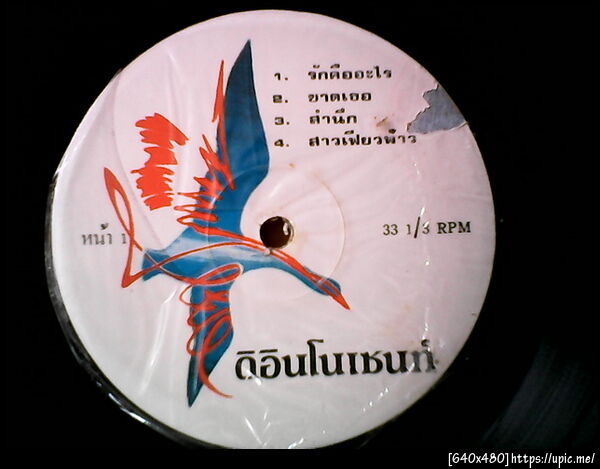 1. รักคืออะไร
2. ขาดเธอ
3. สำนึก
4. สาวเฟี้ยวฟ้าว
หน้า 1
33 1/3 RPM
ดิอินโนเซนท์
[640x480]https://upic.me/